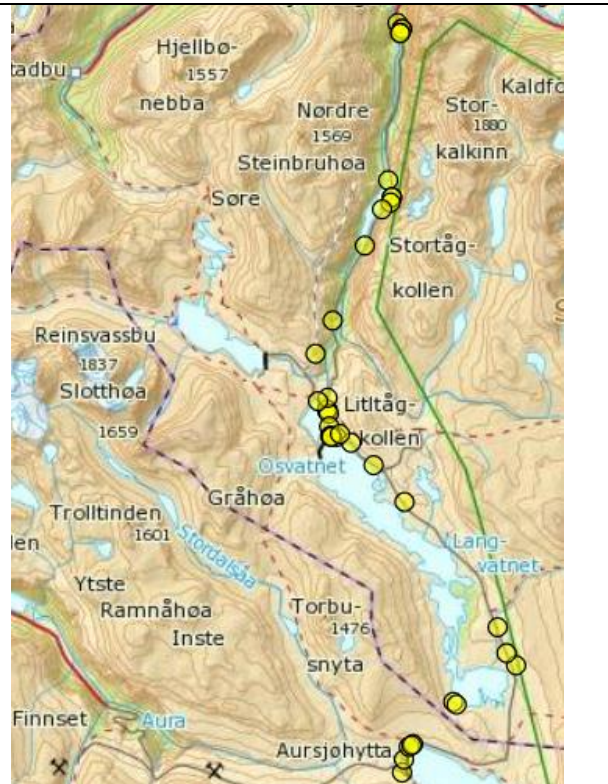 Hjellbø-
1557
nebba
tadbu
Kaldfo
Stor-
1880
kalkinn
Nørdre
1569
Steinbruhøa
Søre
Stortåg-
kollen
Reinsvassbu
1837
Slotthøa
1659
Litltåg-
kollen
Osvatnet
Gråhøa
Trolltinden
1601
Stordalsåa
Lang-
vatnet
len
Ytste
Ramnåhøa
Inste
Torbu-
1476
snyta
Finnset
Aura
Aursjøhytta